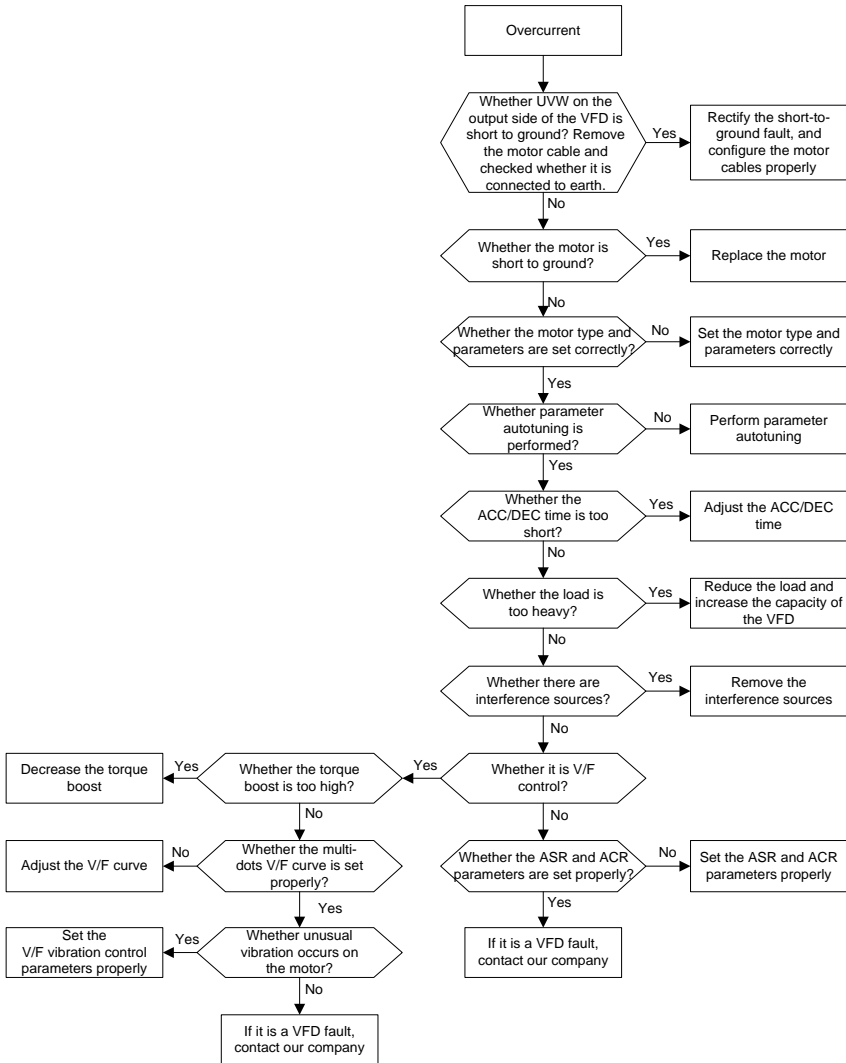 Overcurrent
Whether UVW on the
output side of the VFD is
short to ground? Remove
the motor cable and
checked whether it is
connected to earth.
Yes
Rectify the short-to-
ground fault, and
configure the motor
cables properly
No
Whether the motor is
short to ground?
Yes
Replace the motor
No
Whether the motor type and
parameters are set correctly?
No
Set the motor type and
parameters correctly
Yes
Whether parameter
autotuning is
performed?
No
Perform parameter
autotuning
Yes
Whether the
ACC/DEC time is too
short?
Yes
Adjust the ACC/DEC
time
No
Whether the load is
too heavy?
Yes
Reduce the load and
increase the capacity of
the VFD
No
Whether there are
interference sources?
Yes
Remove the
interference sources
No
Whether it is V/F
control?
Yes
Whether the torque
boost is too high?
Yes
Decrease the torque
boost
No
Whether the multi-
dots V/F curve is set
properly?
No
Adjust the V/F curve
Yes
Whether unusual
vibration occurs on
the motor?
Yes
Set the
V/F vibration control
parameters properly
No
If it is a VFD fault,
contact our company
No
Whether the ASR and ACR
parameters are set properly?
No
Set the ASR and ACR
parameters properly
Yes
If it is a VFD fault,
contact our company